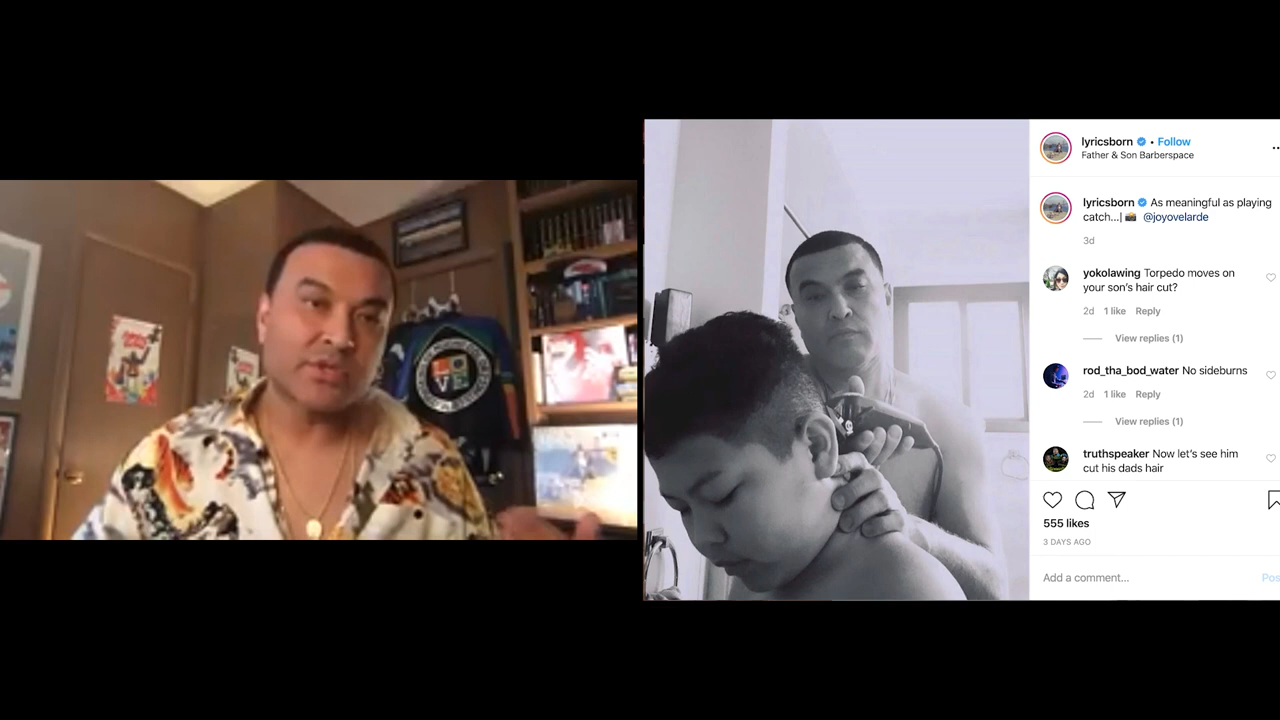 LOVE
lyricsborn • Follow
Father & Son Barberspace
lyricsborn As meaningful as playing
catch...| @joyovelarde
3d
yokolawing Torpedo moves on
your son's hair cut?
2d 1 like Reply
View replies (1)
rod_tha_bod_water No sideburns
2d 1 like Reply
View replies (1)
truthspeaker Now let's see him
cut his dads hair
555 likes
3 DAYS AGO
Add a comment...
Pos